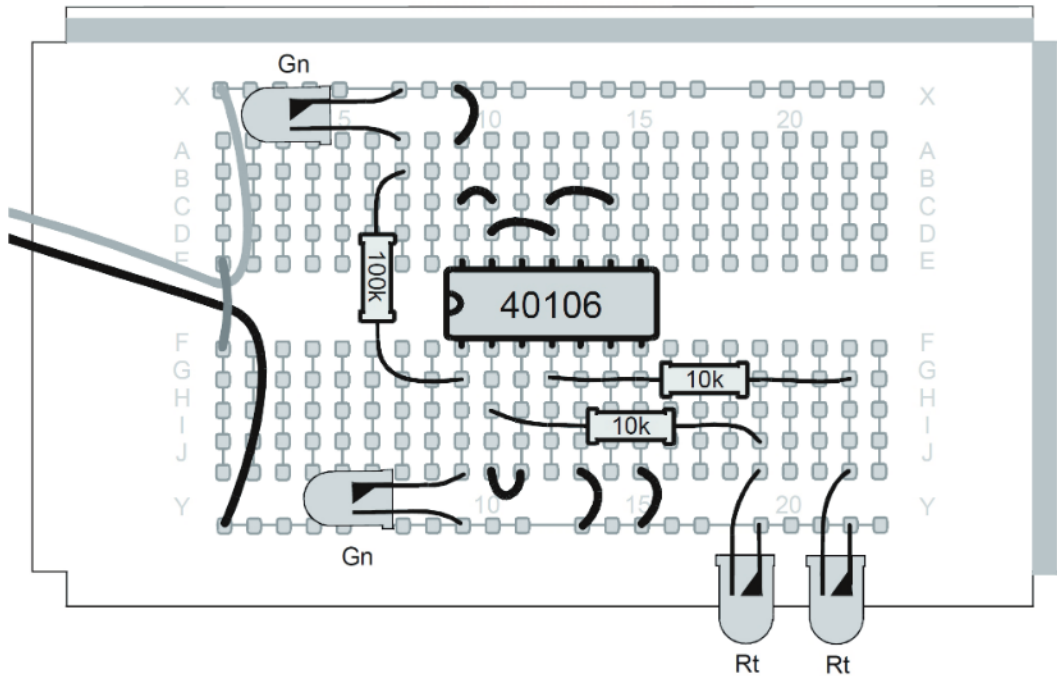 Gn
X 5 10 15 20 X
A A
B B
C C
D D
E E
100k
40106
F F
G 10k G
H H
I 10k I
J J
Y 10 15 20 Y
Gn
Rt Rt